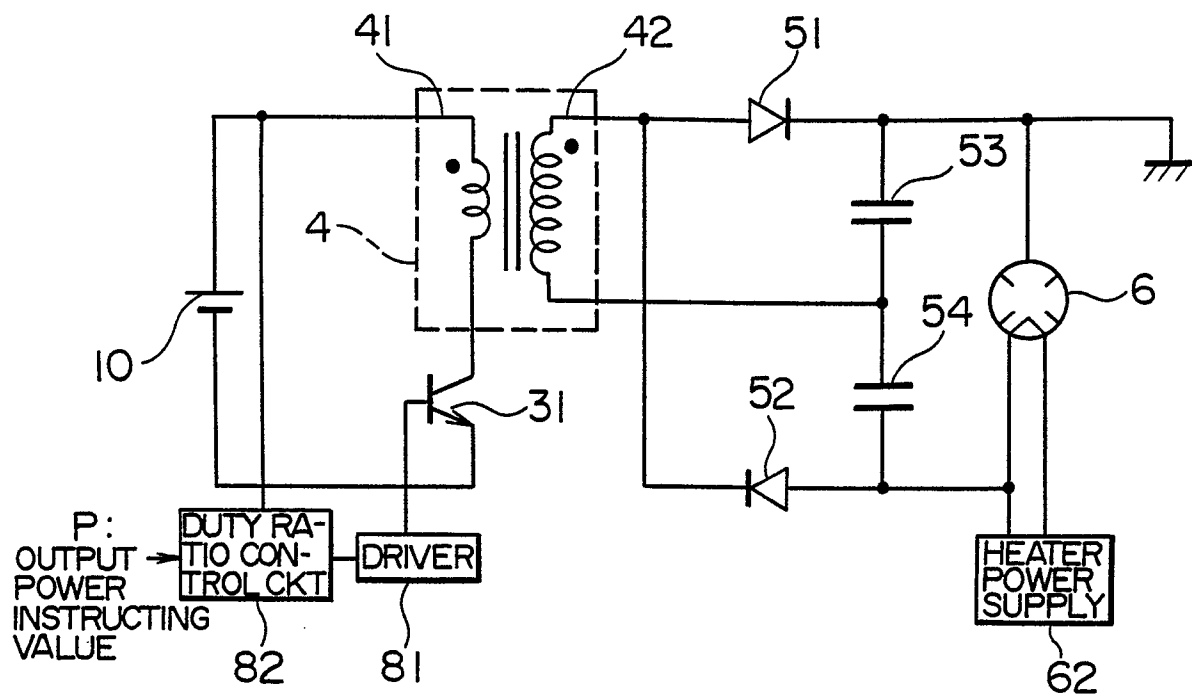 41
42
51
53
4
6
10
54
31
52
P:
OUTPUT
POWER
INSTRUCTING
VALUE
DUTY RA-
TIO CON-
TROL CKT
DRIVER
HEATER
POWER
SUPPLY
82
81
62